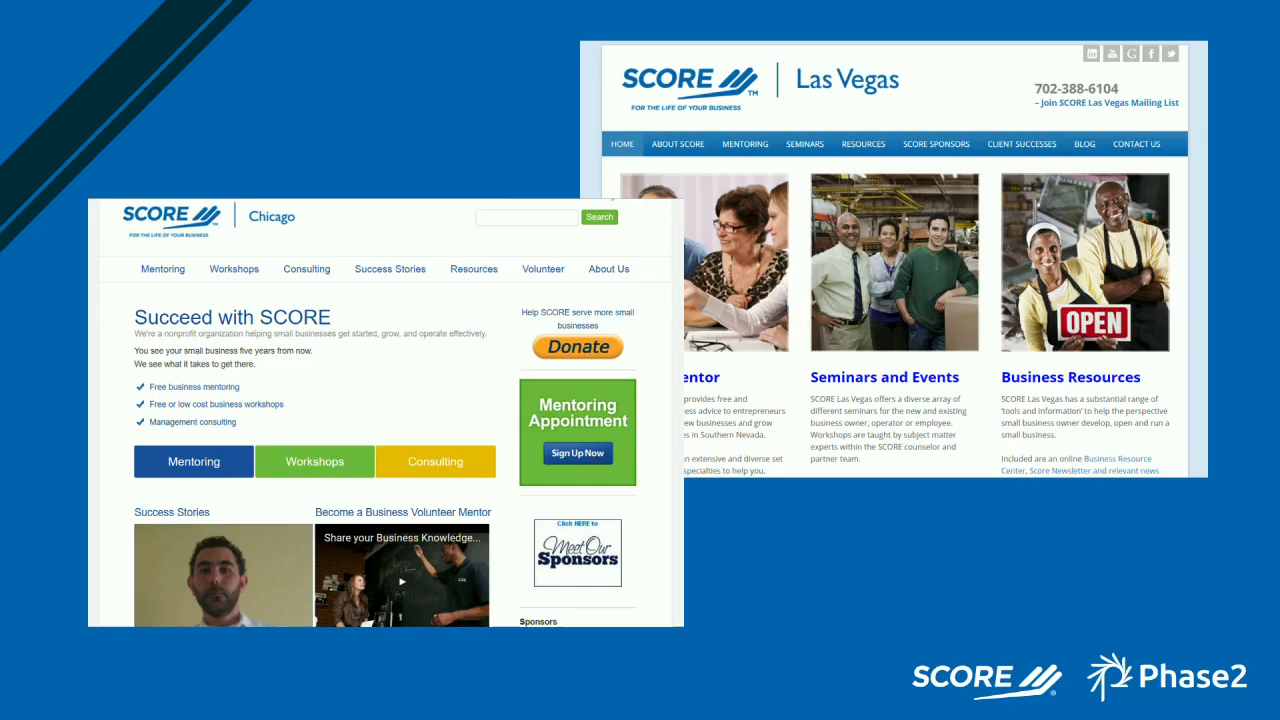 SCORE TM | Las Vegas
FOR THE LIFE OF YOUR BUSINESS
702-388-6104
– Join SCORE Las Vegas Mailing List
HOME ABOUT SCORE MENTORING SEMINARS RESOURCES SCORE SPONSORS CLIENT SUCCESSES BLOG CONTACT US
OPEN
entor
provides free and
ess advice to entrepreneurs
ew businesses and grow
es in Southern Nevada.
n extensive and diverse set
specialties to help you.
Seminars and Events
SCORE Las Vegas offers a diverse array of
different seminars for the new and existing
business owner, operator or employee.
Workshops are taught by subject matter
experts within the SCORE counselor and
partner team.
Business Resources
SCORE Las Vegas has a substantial range of
'tools and information' to help the perspective
small business owner develop, open and run a
small business.
Included are an online Business Resource
Center, Score Newsletter and relevant news
SCORE TM | Chicago
FOR THE LIFE OF YOUR BUSINESS
Search
Mentoring Workshops Consulting Success Stories Resources Volunteer About Us
Succeed with SCORE
We're a nonprofit organization helping small businesses get started, grow, and operate effectively.
You see your small business five years from now.
We see what it takes to get there.
Free business mentoring
Free or low cost business workshops
Management consulting
Mentoring Workshops Consulting
Success Stories
Become a Business Volunteer Mentor
Share your Business Knowledge...
Help SCORE serve more small
businesses
Donate
Mentoring
Appointment
Sign Up Now
Click HERE to
Meet Our
Sponsors
Sponsors
SCORE ® Phase2